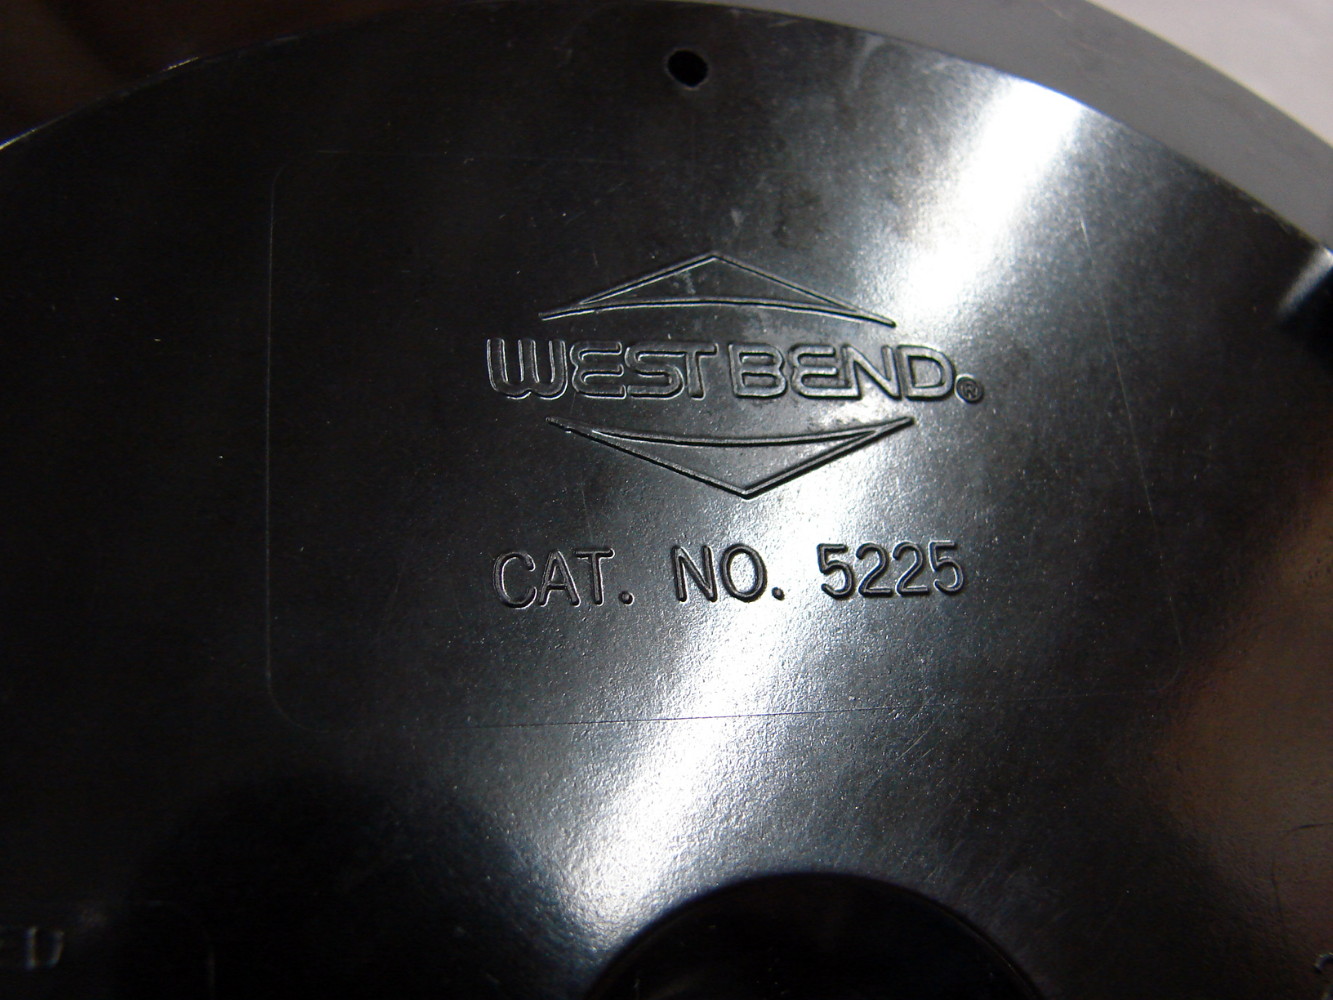 WEST BEND®
CAT. NO. 5225